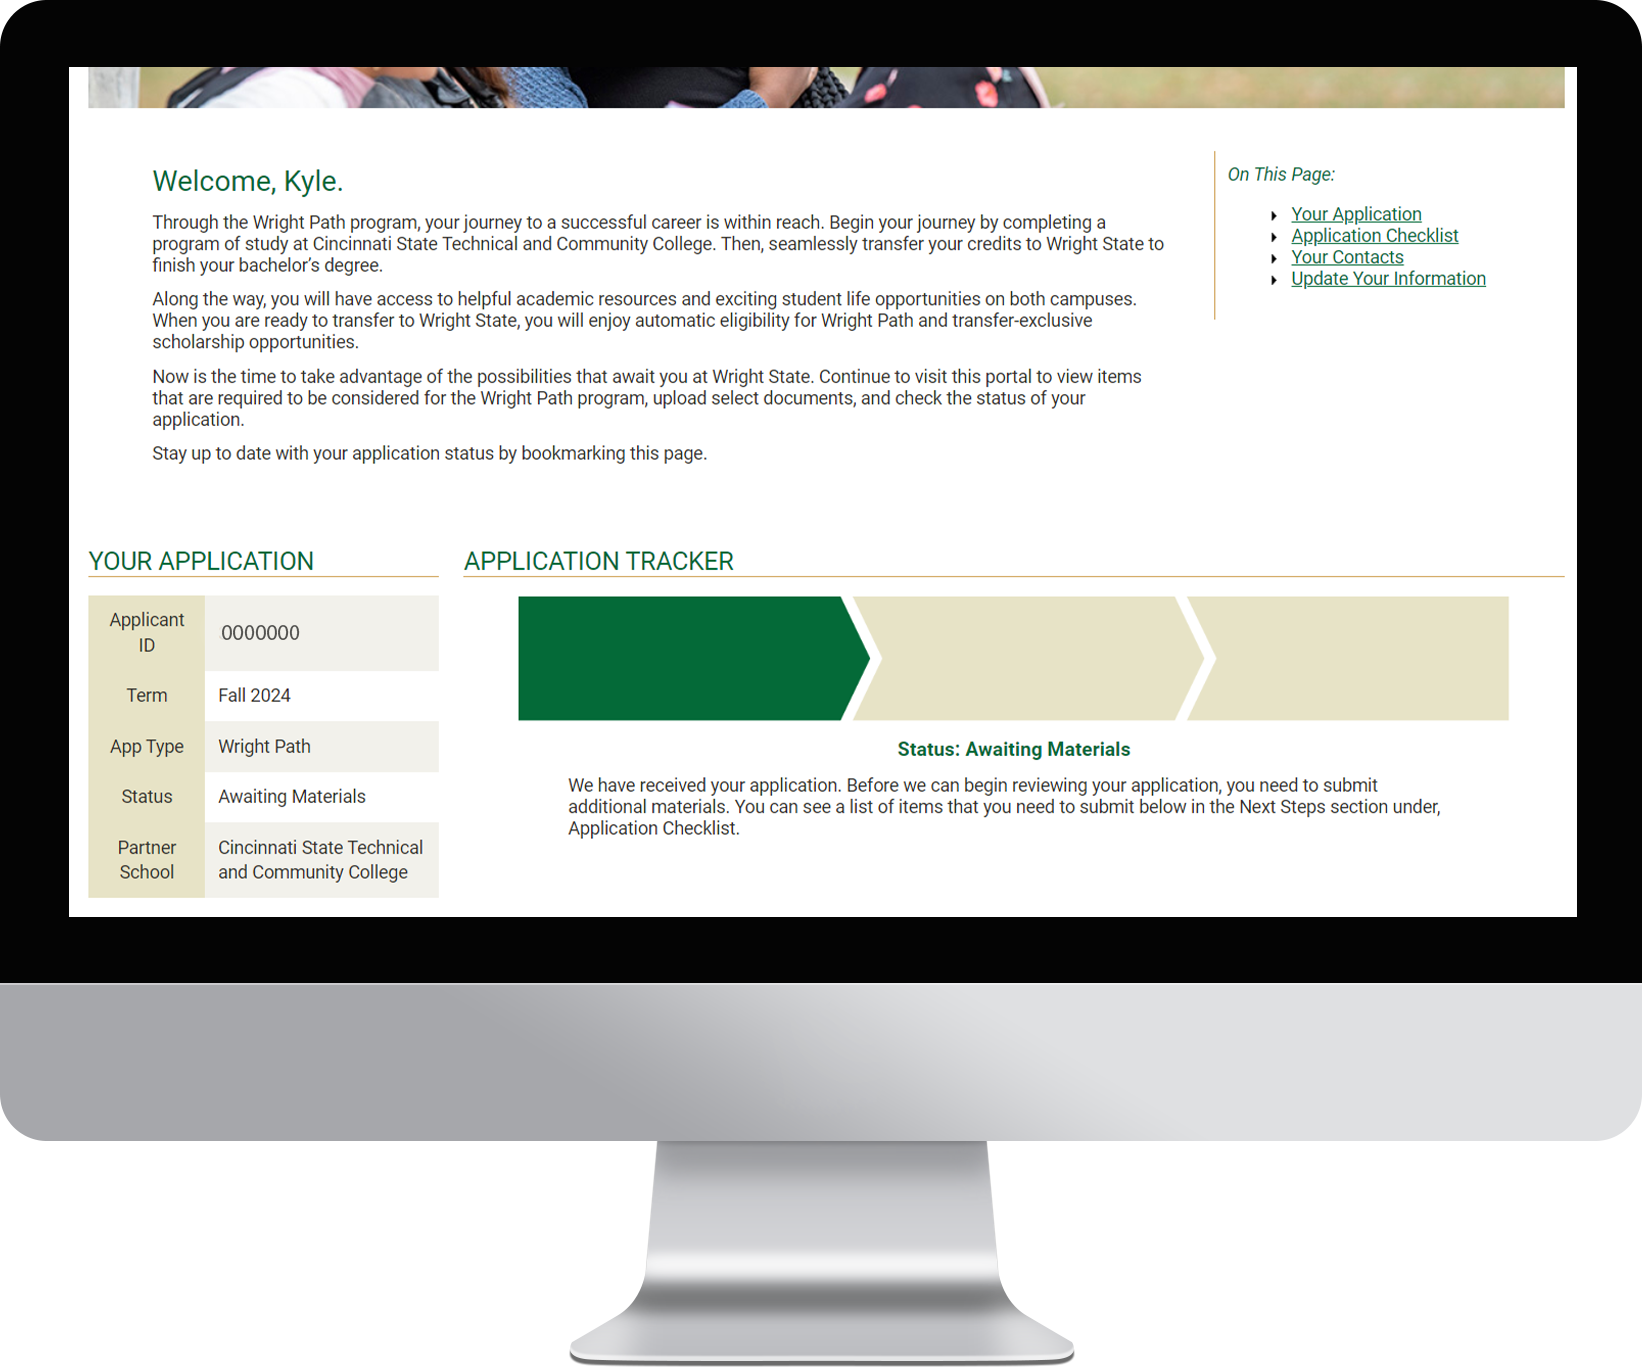 Welcome, Kyle.
Through the Wright Path program, your journey to a successful career is within reach. Begin your journey by completing a
program of study at Cincinnati State Technical and Community College. Then, seamlessly transfer your credits to Wright State to
finish your bachelor’s degree.
Along the way, you will have access to helpful academic resources and exciting student life opportunities on both campuses.
When you are ready to transfer to Wright State, you will enjoy automatic eligibility for Wright Path and transfer-exclusive
scholarship opportunities.
Now is the time to take advantage of the possibilities that await you at Wright State. Continue to visit this portal to view items
that are required to be considered for the Wright Path program, upload select documents, and check the status of your
application.
Stay up to date with your application status by bookmarking this page.
On This Page:
Your Application
Application Checklist
Your Contacts
Update Your Information
YOUR APPLICATION
Applicant
ID
0000000
Term
Fall 2024
App Type
Wright Path
Status
Awaiting Materials
Partner
School
Cincinnati State Technical
and Community College
APPLICATION TRACKER
Status: Awaiting Materials
We have received your application. Before we can begin reviewing your application, you need to submit
additional materials. You can see a list of items that you need to submit below in the Next Steps section under,
Application Checklist.